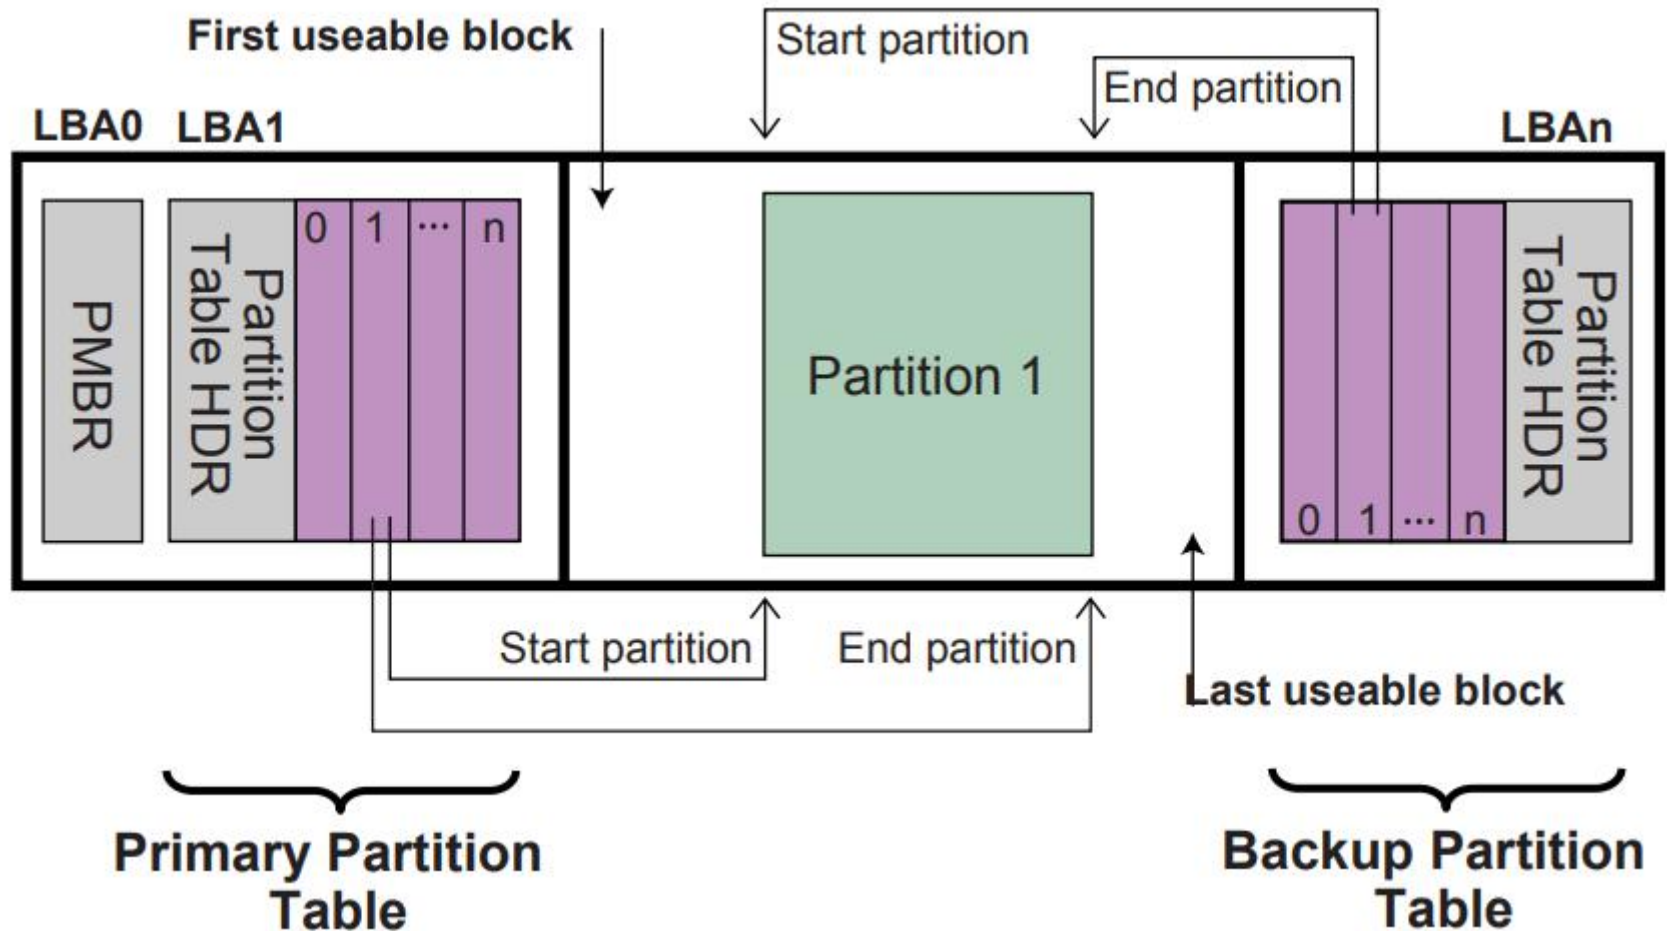 First useable block
Start partition
End partition
LBA0 LBA1
LBAn
PMBR
Partition
Table HDR
0 1 ... n
Partition 1
0 1 ... n
Partition
Table HDR
Start partition
End partition
Last useable block
Primary Partition
Table
Backup Partition
Table